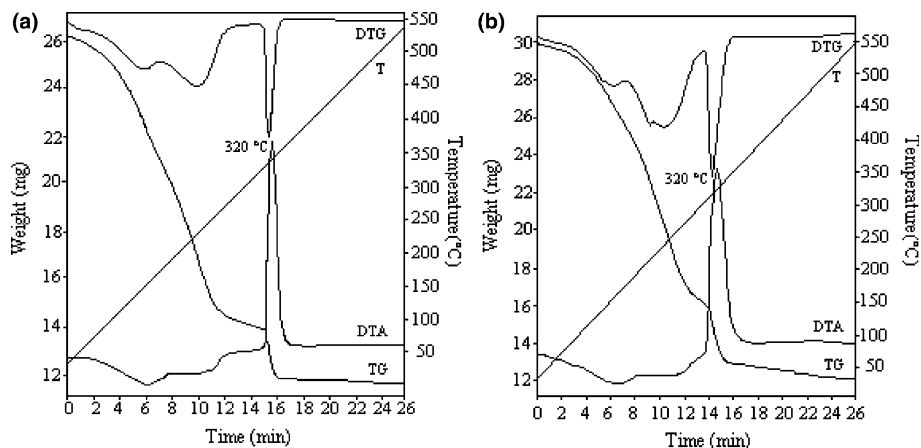 (a)
26
24
22
20
18
16
14
12
Weight (mg)
0 2 4 6 8 10 12 14 16 18 20 22 24 26
Time (min)
550
500
450
400
350
300
250
200
150
100
50
Temperature(°C)
DTG
T
320 °C
DTA
TG
(b)
30
28
26
24
22
20
18
16
14
12
Weight (mg)
0 2 4 6 8 10 12 14 16 18 20 22 24 26
Time (min)
550
500
450
400
350
300
250
200
150
100
50
Temperature(°C)
DTG
T
320 °C
DTA
TG